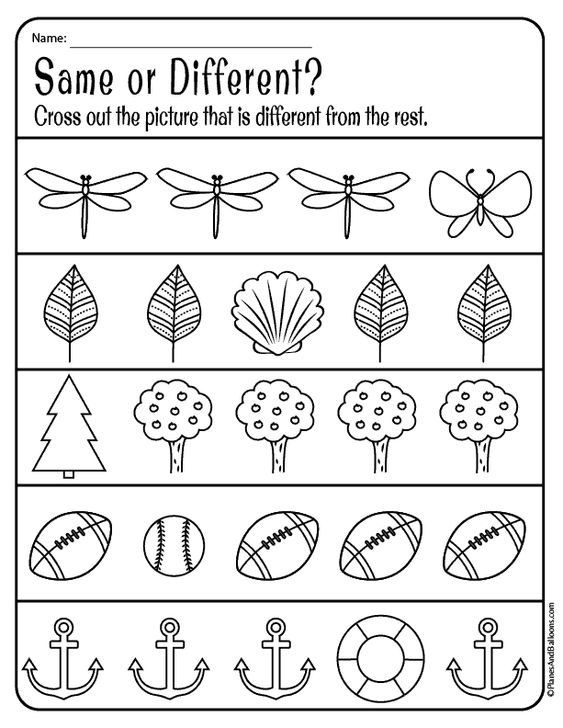 Name:
Same or Different?
Cross out the picture that is different from the rest.
©PlanesAndBalloons.com